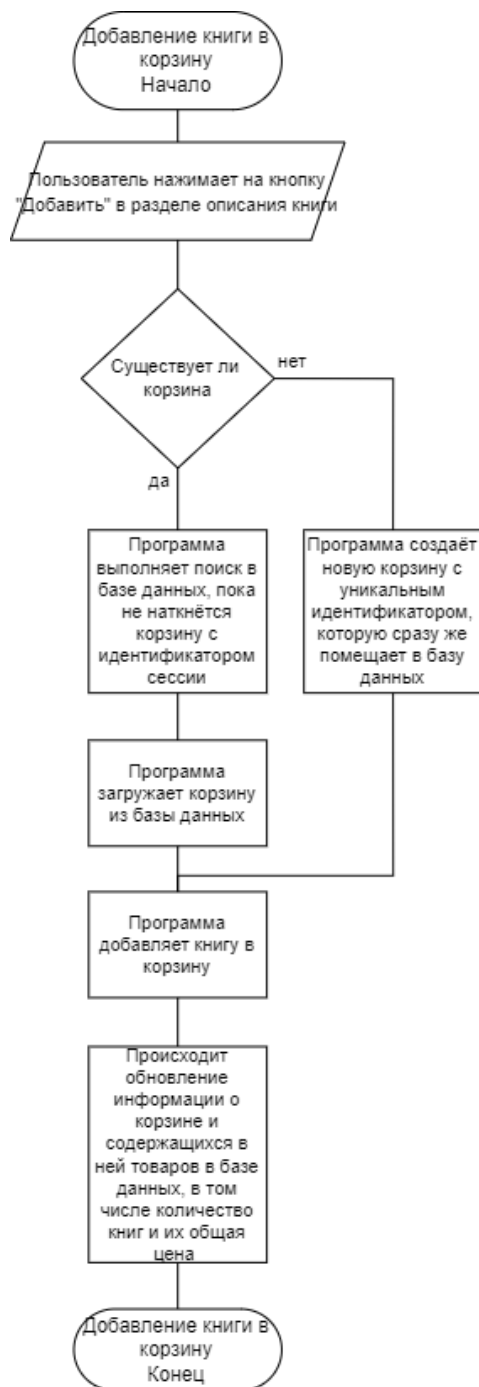 Добавление книги в
корзину
Начало
Пользователь нажимает на кнопку
"Добавить" в разделе описания книги
Существует ли
корзина
нет
да
Программа
выполняет поиск в
базе данных, пока
не наткнётся
корзину с
идентификатором
сессии
Программа создаёт
новую корзину с
уникальным
идентификатором,
которую сразу же
помещает в базу
данных
Программа
загружает корзину
из базы данных
Программа
добавляет книгу в
корзину
Происходит
обновление
информации о
корзине и
содержащихся в
ней товаров в базе
данных, в том
числе количество
книг и их общая
цена
Добавление книги в
корзину
Конец